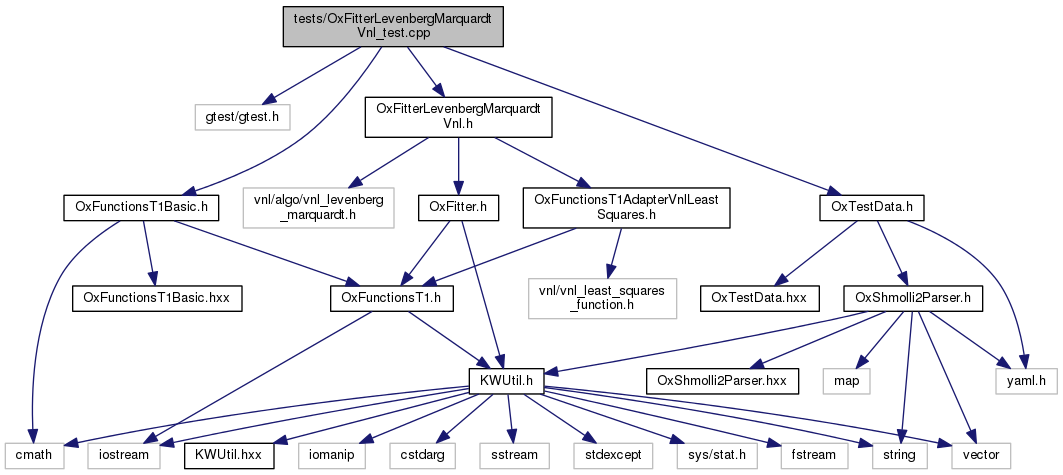 tests/OxFitterLevenbergMarquardt
Vnl_test.cpp
gtest/gtest.h
OxFitterLevenbergMarquardt
Vnl.h
OxFunctionsT1Basic.h
vnl/algo/vnl_levenberg
_marquardt.h
OxFitter.h
OxFunctionsT1AdapterVnlLeast
Squares.h
OxTestData.h
OxFunctionsT1Basic.hxx
OxFunctionsT1.h
vnl/vnl_least_squares
_function.h
OxTestData.hxx
OxShmolli2Parser.h
KWUtil.h
OxShmolli2Parser.hxx
map
yaml.h
cmath
iostream
KWUtil.hxx
iomanip
cstdarg
sstream
stdexcept
sys/stat.h
fstream
string
vector